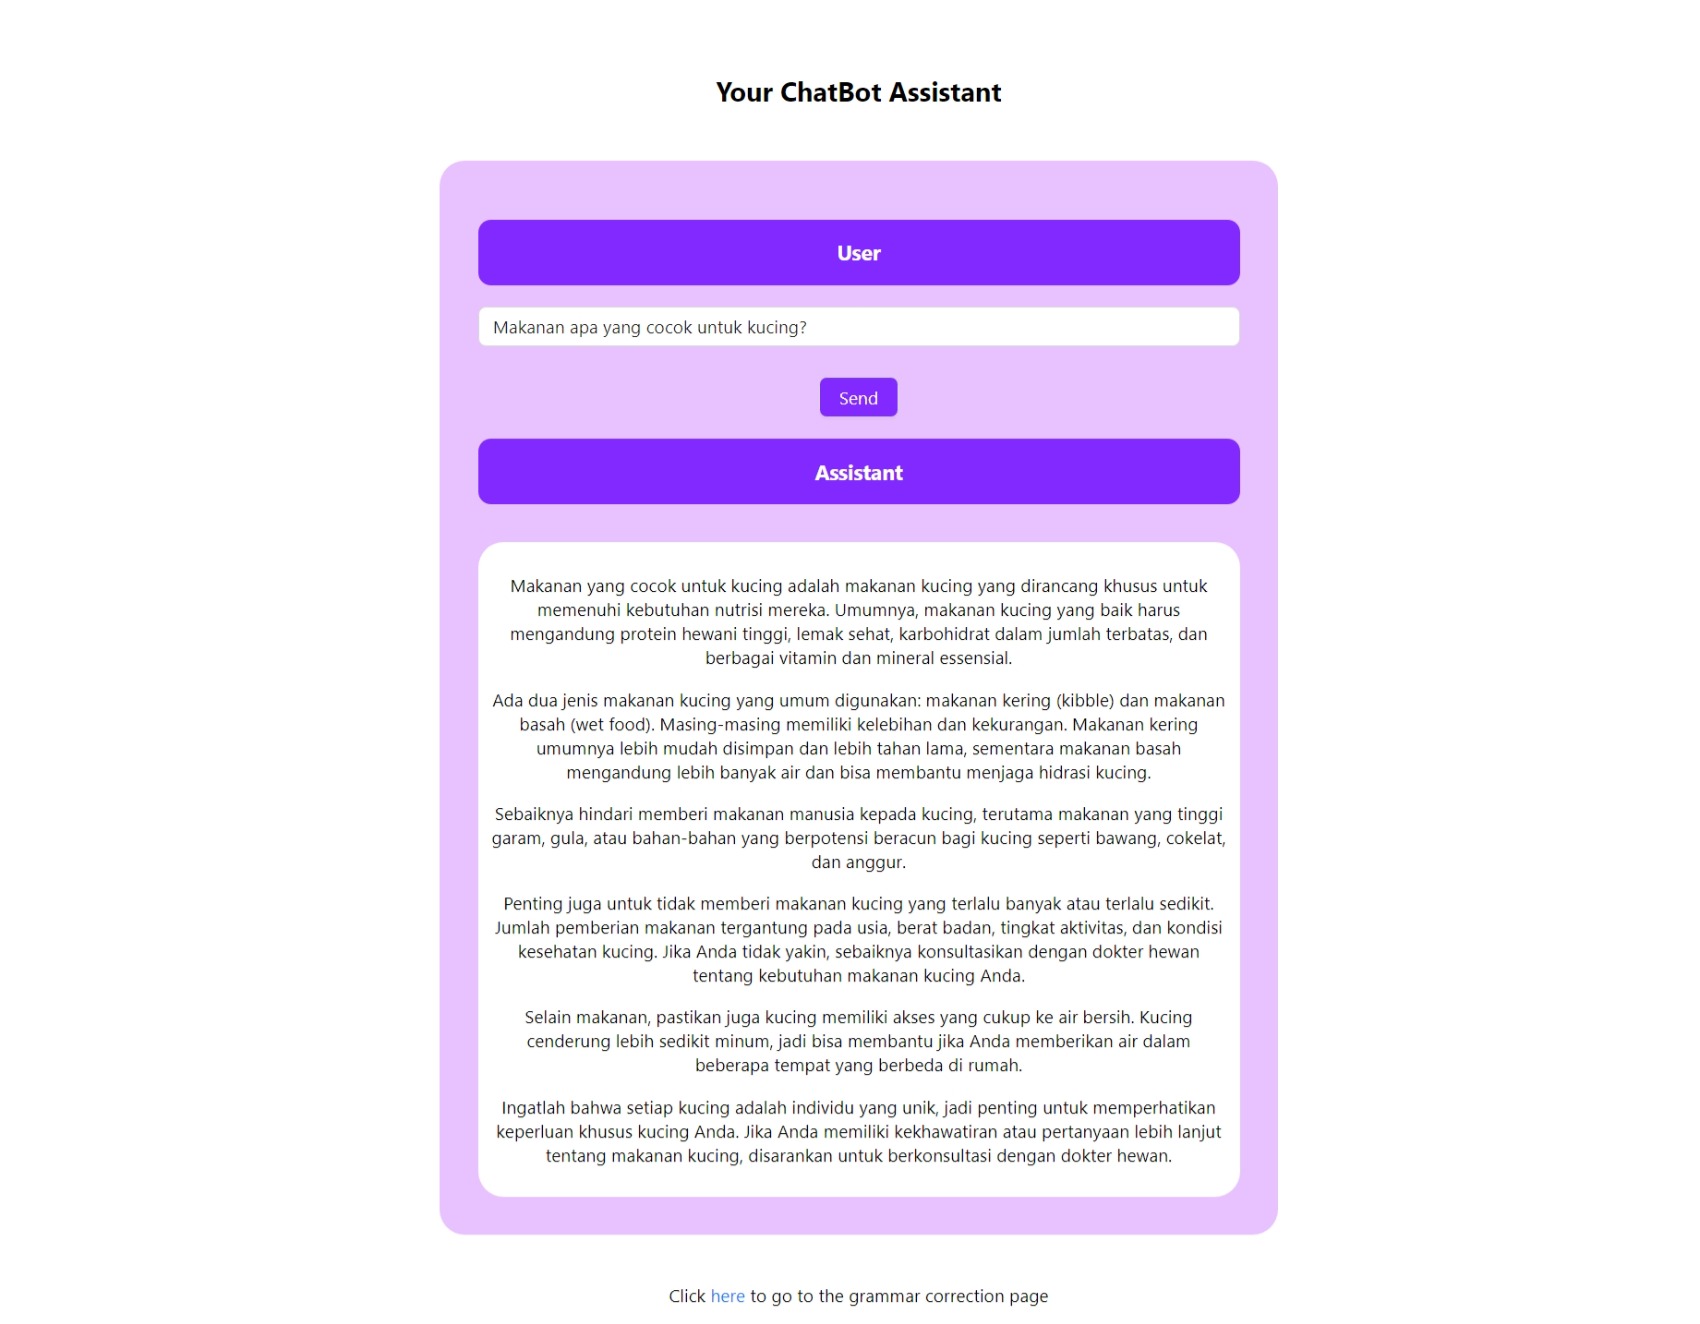 Your ChatBot Assistant
User
Makanan apa yang cocok untuk kucing?
Send
Assistant
Makanan yang cocok untuk kucing adalah makanan kucing yang dirancang khusus untuk
memenuhi kebutuhan nutrisi mereka. Umumnya, makanan kucing yang baik harus
mengandung protein hewani tinggi, lemak sehat, karbohidrat dalam jumlah terbatas, dan
berbagai vitamin dan mineral essensial.
Ada dua jenis makanan kucing yang umum digunakan: makanan kering (kibble) dan makanan
basah (wet food). Masing-masing memiliki kelebihan dan kekurangan. Makanan kering
umumnya lebih mudah disimpan dan lebih tahan lama, sementara makanan basah
mengandung lebih banyak air dan bisa membantu menjaga hidrasi kucing.
Sebaiknya hindari memberi makanan manusia kepada kucing, terutama makanan yang tinggi
garam, gula, atau bahan-bahan yang berpotensi beracun bagi kucing seperti bawang, cokelat,
dan anggur.
Penting juga untuk tidak memberi makanan kucing yang terlalu banyak atau terlalu sedikit.
Jumlah pemberian makanan tergantung pada usia, berat badan, tingkat aktivitas, dan kondisi
kesehatan kucing. Jika Anda tidak yakin, sebaiknya konsultasikan dengan dokter hewan
tentang kebutuhan makanan kucing Anda.
Selain makanan, pastikan juga kucing memiliki akses yang cukup ke air bersih. Kucing
cenderung lebih sedikit minum, jadi bisa membantu jika Anda memberikan air dalam
beberapa tempat yang berbeda di rumah.
Ingatlah bahwa setiap kucing adalah individu yang unik, jadi penting untuk memperhatikan
keperluan khusus kucing Anda. Jika Anda memiliki kekhawatiran atau pertanyaan lebih lanjut
tentang makanan kucing, disarankan untuk berkonsultasi dengan dokter hewan.
Click here to go to the grammar correction page